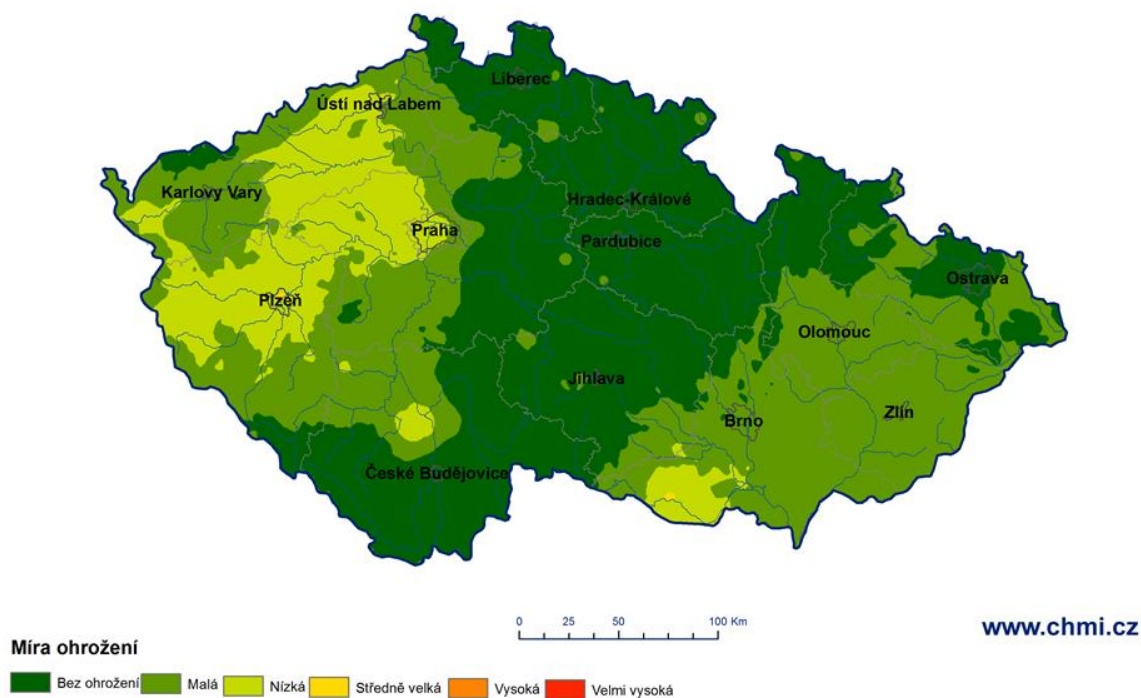 Liberec
Ústí nad Labem
Karlovy Vary
Hradec-Králové
Praha
Pardubice
Ostrava
Plzeň
Olomouc
Jihlava
Zlín
Brno
České Budějovice
0 25 50 100 Km
www.chmi.cz
Míra ohrožení
Bez ohrožení Malá Nízká Středně velká Vysoká Velmi vysoká